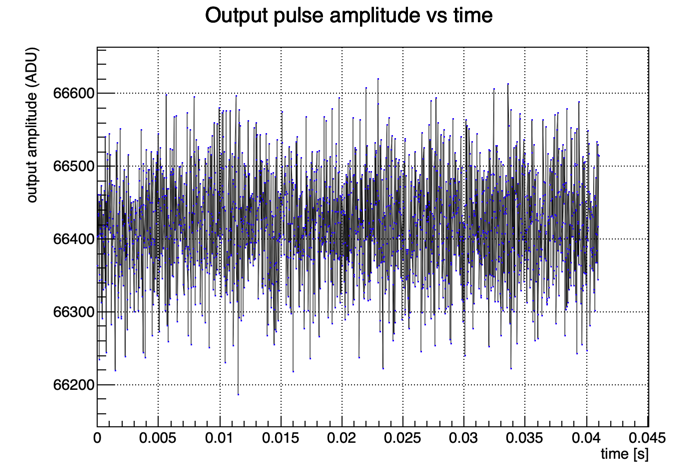 Output pulse amplitude vs time
output amplitude (ADU)
66600
66500
66400
66300
66200
0 0.005 0.01 0.015 0.02 0.025 0.03 0.035 0.04 0.045
time [s]